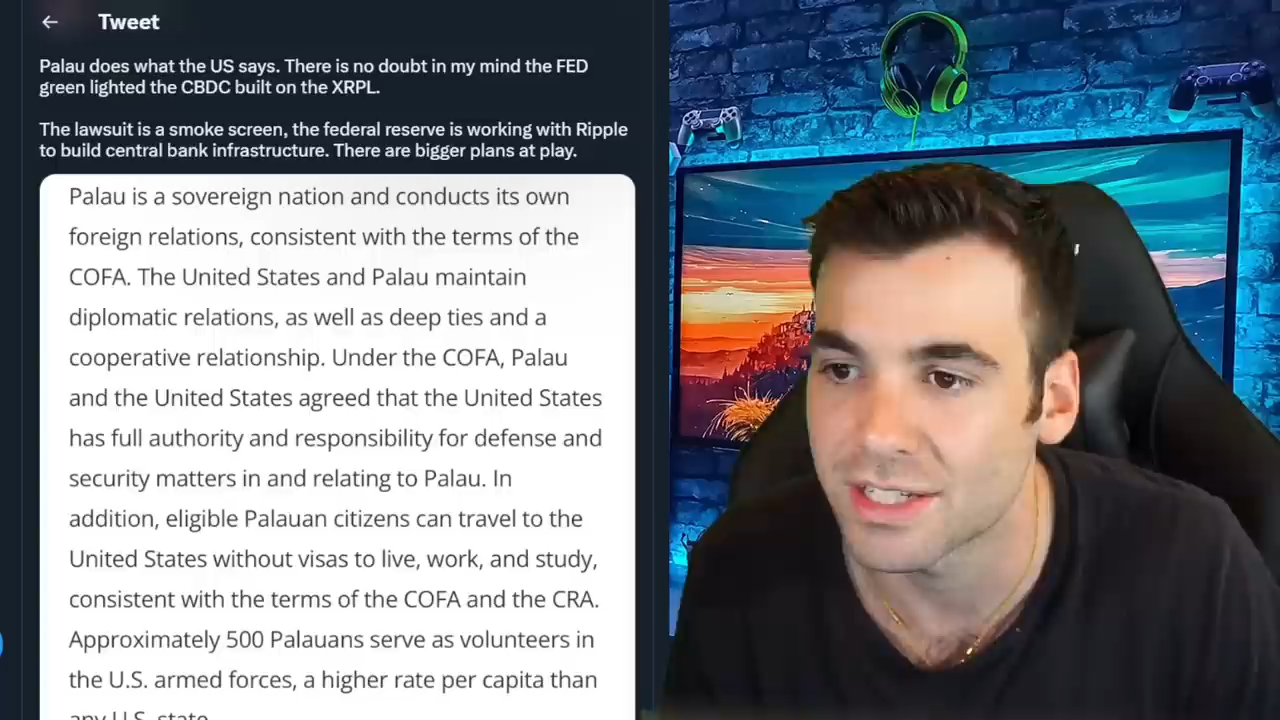 Tweet
Palau does what the US says. There is no doubt in my mind the FED
green lighted the CBDC built on the XRPL.
The lawsuit is a smoke screen, the federal reserve is working with Ripple
to build central bank infrastructure. There are bigger plans at play.
Palau is a sovereign nation and conducts its own
foreign relations, consistent with the terms of the
COFA. The United States and Palau maintain
diplomatic relations, as well as deep ties and a
cooperative relationship. Under the COFA, Palau
and the United States agreed that the United States
has full authority and responsibility for defense and
security matters in and relating to Palau. In
addition, eligible Palauan citizens can travel to the
United States without visas to live, work, and study,
consistent with the terms of the COFA and the CRA.
Approximately 500 Palauans serve as volunteers in
the U.S. armed forces, a higher rate per capita than
any U.S. state